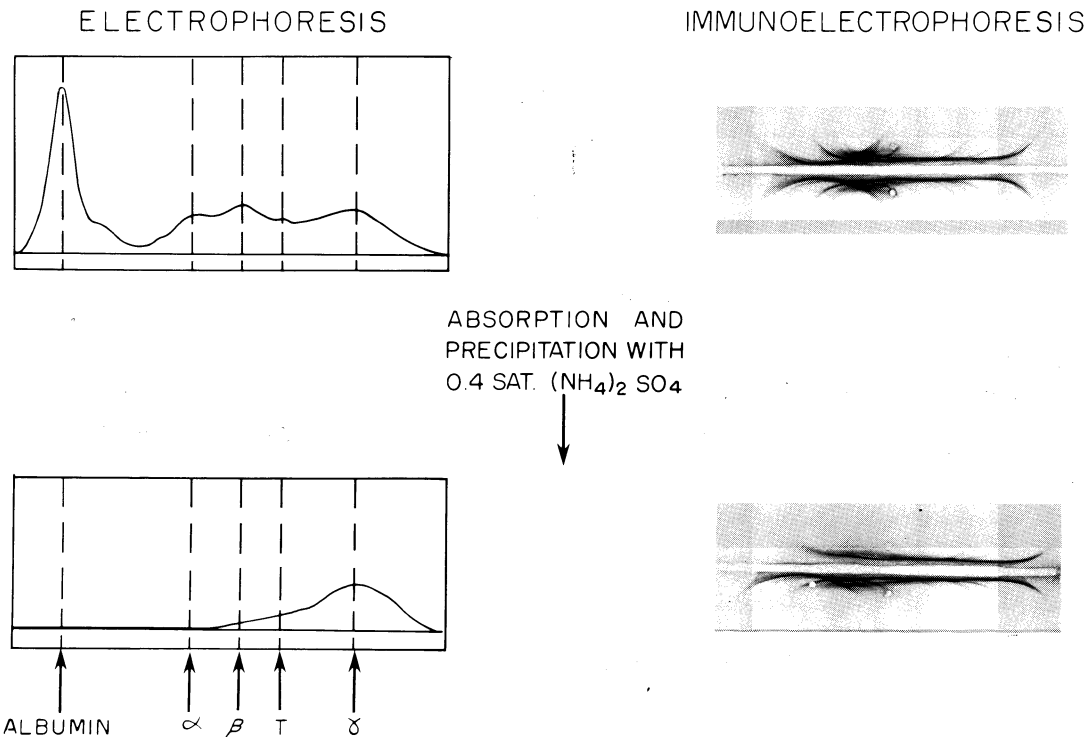 ELECTROPHORESIS
IMMUNOELECTROPHORESIS
ABSORPTION AND
PRECIPITATION WITH
0.4 SAT. (NH₄)₂ SO₄
ALBUMIN α β T γ